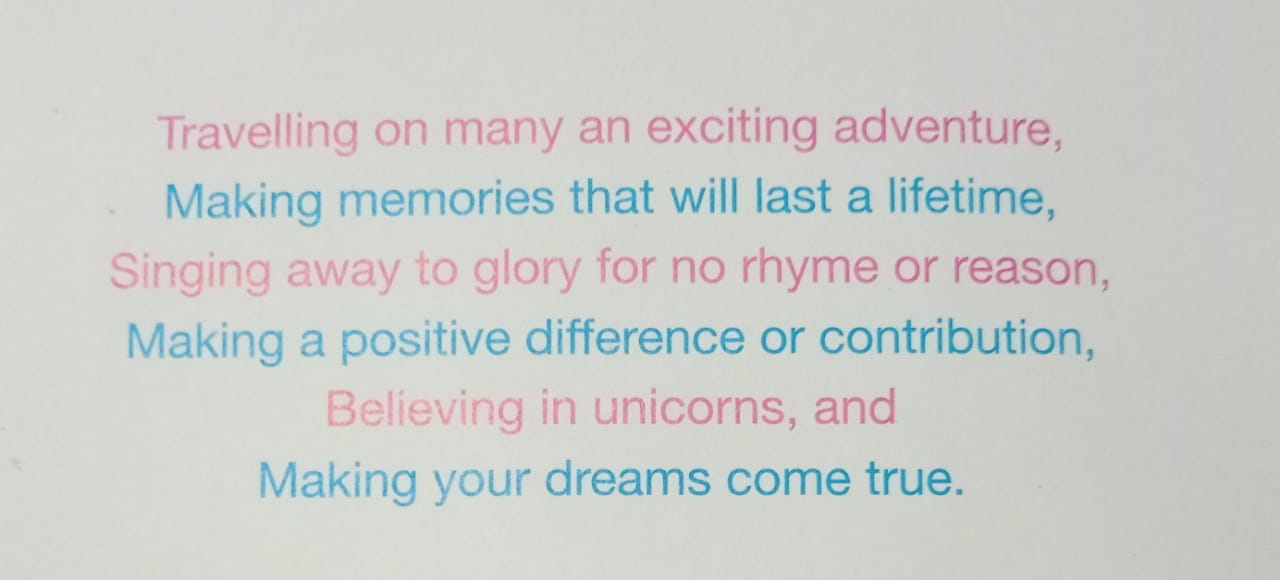 Travelling on many an exciting adventure,
Making memories that will last a lifetime,
Singing away to glory for no rhyme or reason,
Making a positive difference or contribution,
Believing in unicorns, and
Making your dreams come true.